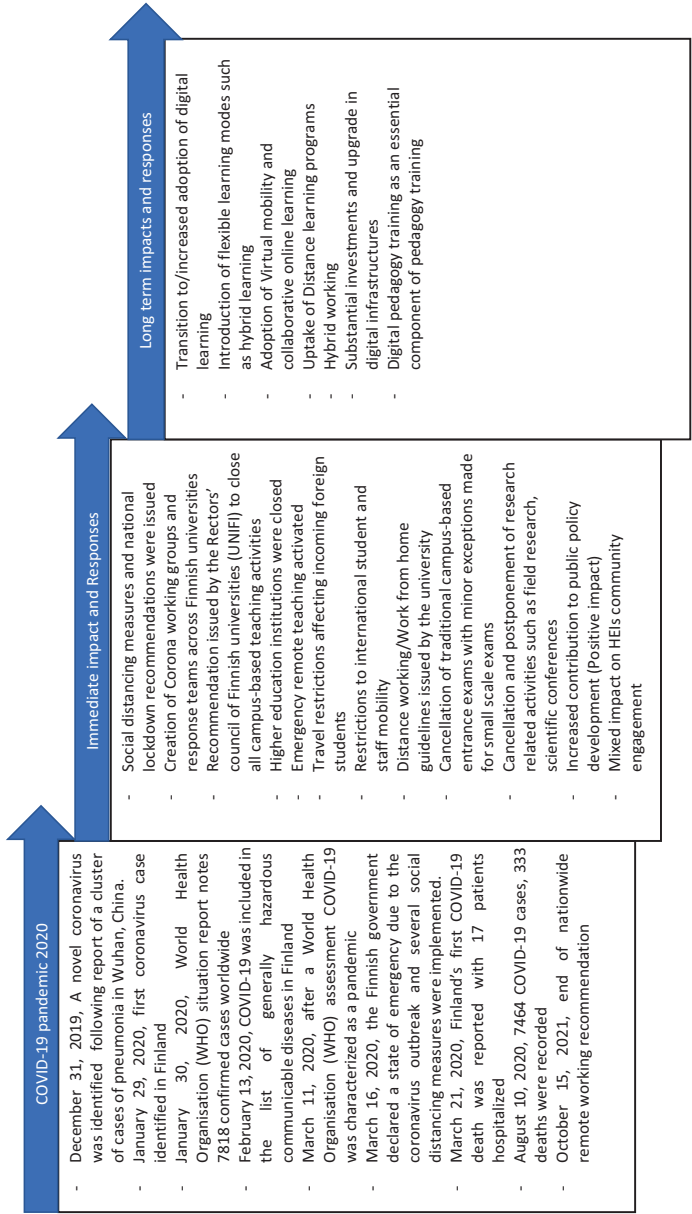 COVID-19 pandemic 2020
- December 31, 2019, A novel coronavirus
was identified following report of a cluster
of cases of pneumonia in Wuhan, China.
- January 29, 2020, first coronavirus case
identified in Finland
- January 30, 2020, World Health
Organisation (WHO) situation report notes
7818 confirmed cases worldwide
- February 13, 2020, COVID-19 was included in
the list of generally hazardous
communicable diseases in Finland
- March 11, 2020, after a World Health
Organisation (WHO) assessment COVID-19
was characterized as a pandemic
- March 16, 2020, the Finnish government
declared a state of emergency due to the
coronavirus outbreak and several social
distancing measures were implemented.
- March 21, 2020, Finland's first COVID-19
death was reported with 17 patients
hospitalized
- August 10, 2020, 7464 COVID-19 cases, 333
deaths were recorded
- October 15, 2021, end of nationwide
remote working recommendation
Immediate impact and Responses
- Social distancing measures and national
lockdown recommendations were issued
- Creation of Corona working groups and
response teams across Finnish universities
- Recommendation issued by the Rectors'
council of Finnish universities (UNIFI) to close
all campus-based teaching activities
- Higher education institutions were closed
- Emergency remote teaching activated
- Travel restrictions affecting incoming foreign
students
- Restrictions to international student and
staff mobility
- Distance working/Work from home
guidelines issued by the university
- Cancellation of traditional campus-based
entrance exams with minor exceptions made
for small scale exams
- Cancellation and postponement of research
related activities such as field research,
scientific conferences
- Increased contribution to public policy
development (Positive impact)
- Mixed impact on HEIs community
engagement
Long term impacts and responses
- Transition to/increased adoption of digital
learning
- Introduction of flexible learning modes such
as hybrid learning
- Adoption of Virtual mobility and
collaborative online learning
- Uptake of Distance learning programs
- Hybrid working
- Substantial investments and upgrade in
digital infrastructures
- Digital pedagogy training as an essential
component of pedagogy training